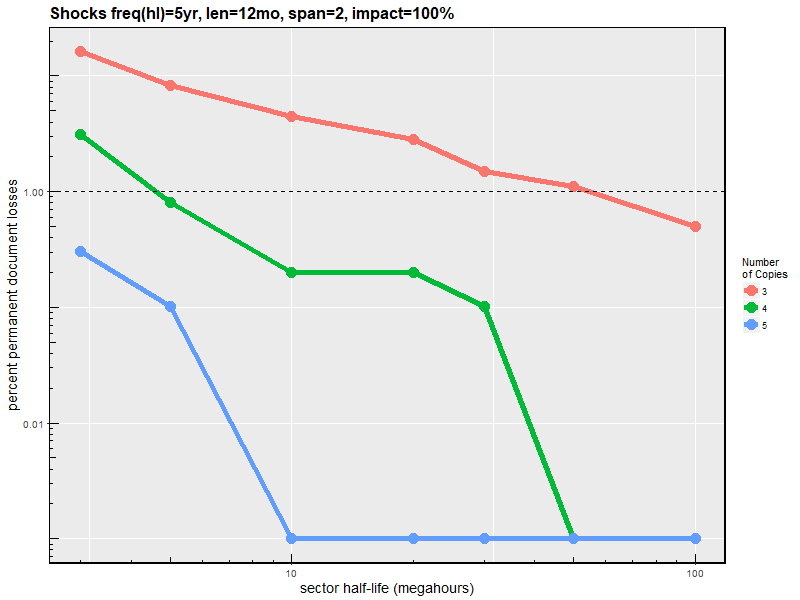 Shocks freq(hl)=5yr, len=12mo, span=2, impact=100%
percent permanent document losses
1.00
0.01
10
100
sector half-life (megahours)
Number
of Copies
3
4
5